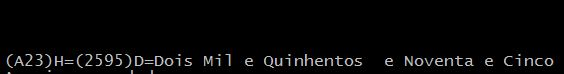 (A23)H=(2595)D=Dois Mil e Quinhentos  e Noventa e Cinco